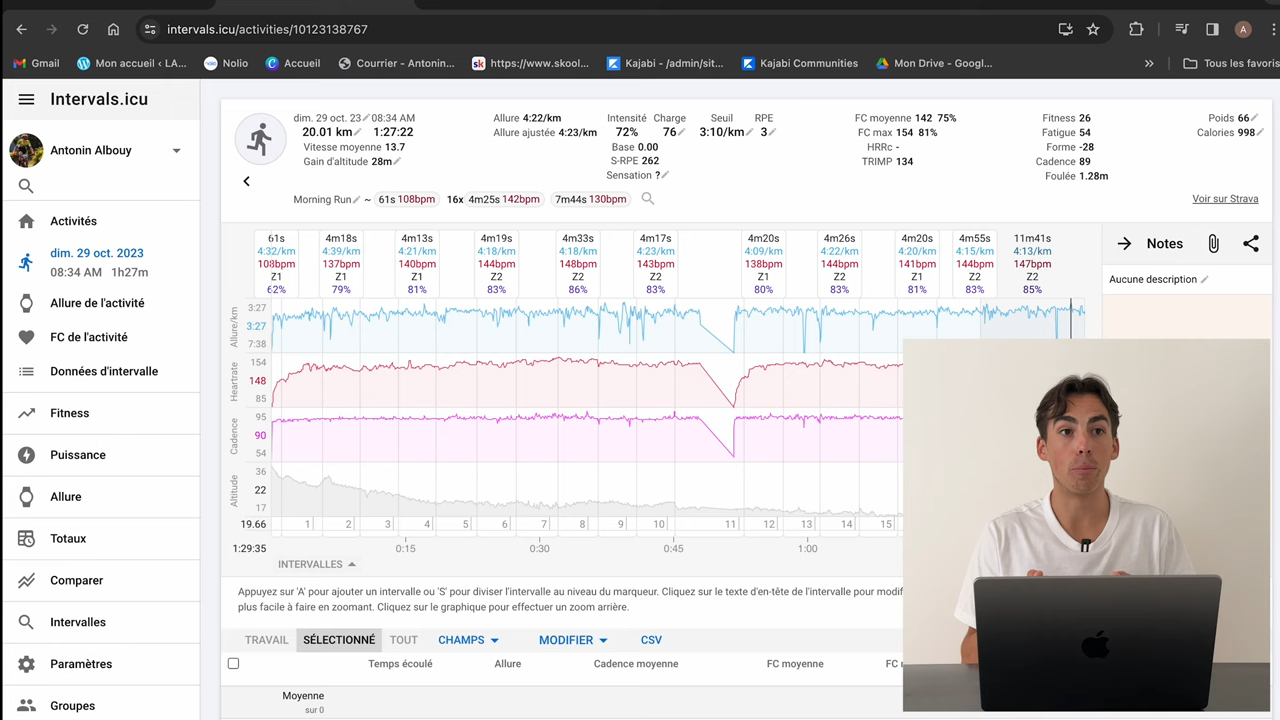 intervals.icu/activities/10123138767
A
Gmail
Mon accueil ‹ LA...
Nolio
Accueil
Courrier - Antonin...
https://www.skool...
Kajabi - /admin/sit...
Kajabi Communities
Mon Drive - Googl...
»
Tous les favoris
Intervals.icu
Antonin Albouy
Activités
dim. 29 oct. 2023
08:34 AM 1h27m
Allure de l'activité
FC de l'activité
Données d'intervalle
Fitness
Puissance
Allure
Totaux
Comparer
Intervalles
Paramètres
Groupes
dim. 29 oct. 23 08:34 AM
20.01 km 1:27:22
Vitesse moyenne 13.7
Gain d'altitude 28m
Allure 4:22/km
Allure ajustée 4:23/km
Intensité Charge Seuil RPE
72% 76 3:10/km 3
Base 0.00
S-RPE 262
Sensation ?
FC moyenne 142 75%
FC max 154 81%
HRRc -
TRIMP 134
Fitness 26
Fatigue 54
Forme -28
Cadence 89
Foulée 1.28m
Poids 66
Calories 998
Morning Run ~ 61s 108bpm 16x 4m25s 142bpm 7m44s 130bpm
Voir sur Strava
61s 4m18s 4m13s 4m19s 4m33s 4m17s 4m20s 4m26s 4m20s 4m55s 11m41s
4:32/km 4:39/km 4:21/km 4:18/km 4:18/km 4:23/km 4:09/km 4:22/km 4:20/km 4:15/km 4:13/km
108bpm 137bpm 140bpm 144bpm 148bpm 143bpm 138bpm 144bpm 141bpm 144bpm 147bpm
Z1 Z1 Z1 Z2 Z2 Z2 Z1 Z2 Z1 Z2 Z2
62% 79% 81% 83% 86% 83% 80% 83% 81% 83% 85%
Notes
Aucune description
Allure/km
3:27
3:27
7:38
Heartrate
154
148
85
Cadence
95
90
54
Altitude
36
22
17
19.66 1 2 3 4 5 6 7 8 9 10 11 12 13 14 15
1:29:35 0:15 0:30 0:45 1:00
INTERVALLES
Appuyez sur 'A' pour ajouter un intervalle ou 'S' pour diviser l'intervalle au niveau du marqueur. Cliquez sur le texte d'en-tête de l'intervalle pour modif
plus facile à faire en zoomant. Cliquez sur le graphique pour effectuer un zoom arrière.
TRAVAIL SÉLECTIONNÉ TOUT CHAMPS MODIFIER CSV
Temps écoulé Allure Cadence moyenne FC moyenne FC
Moyenne
sur 0